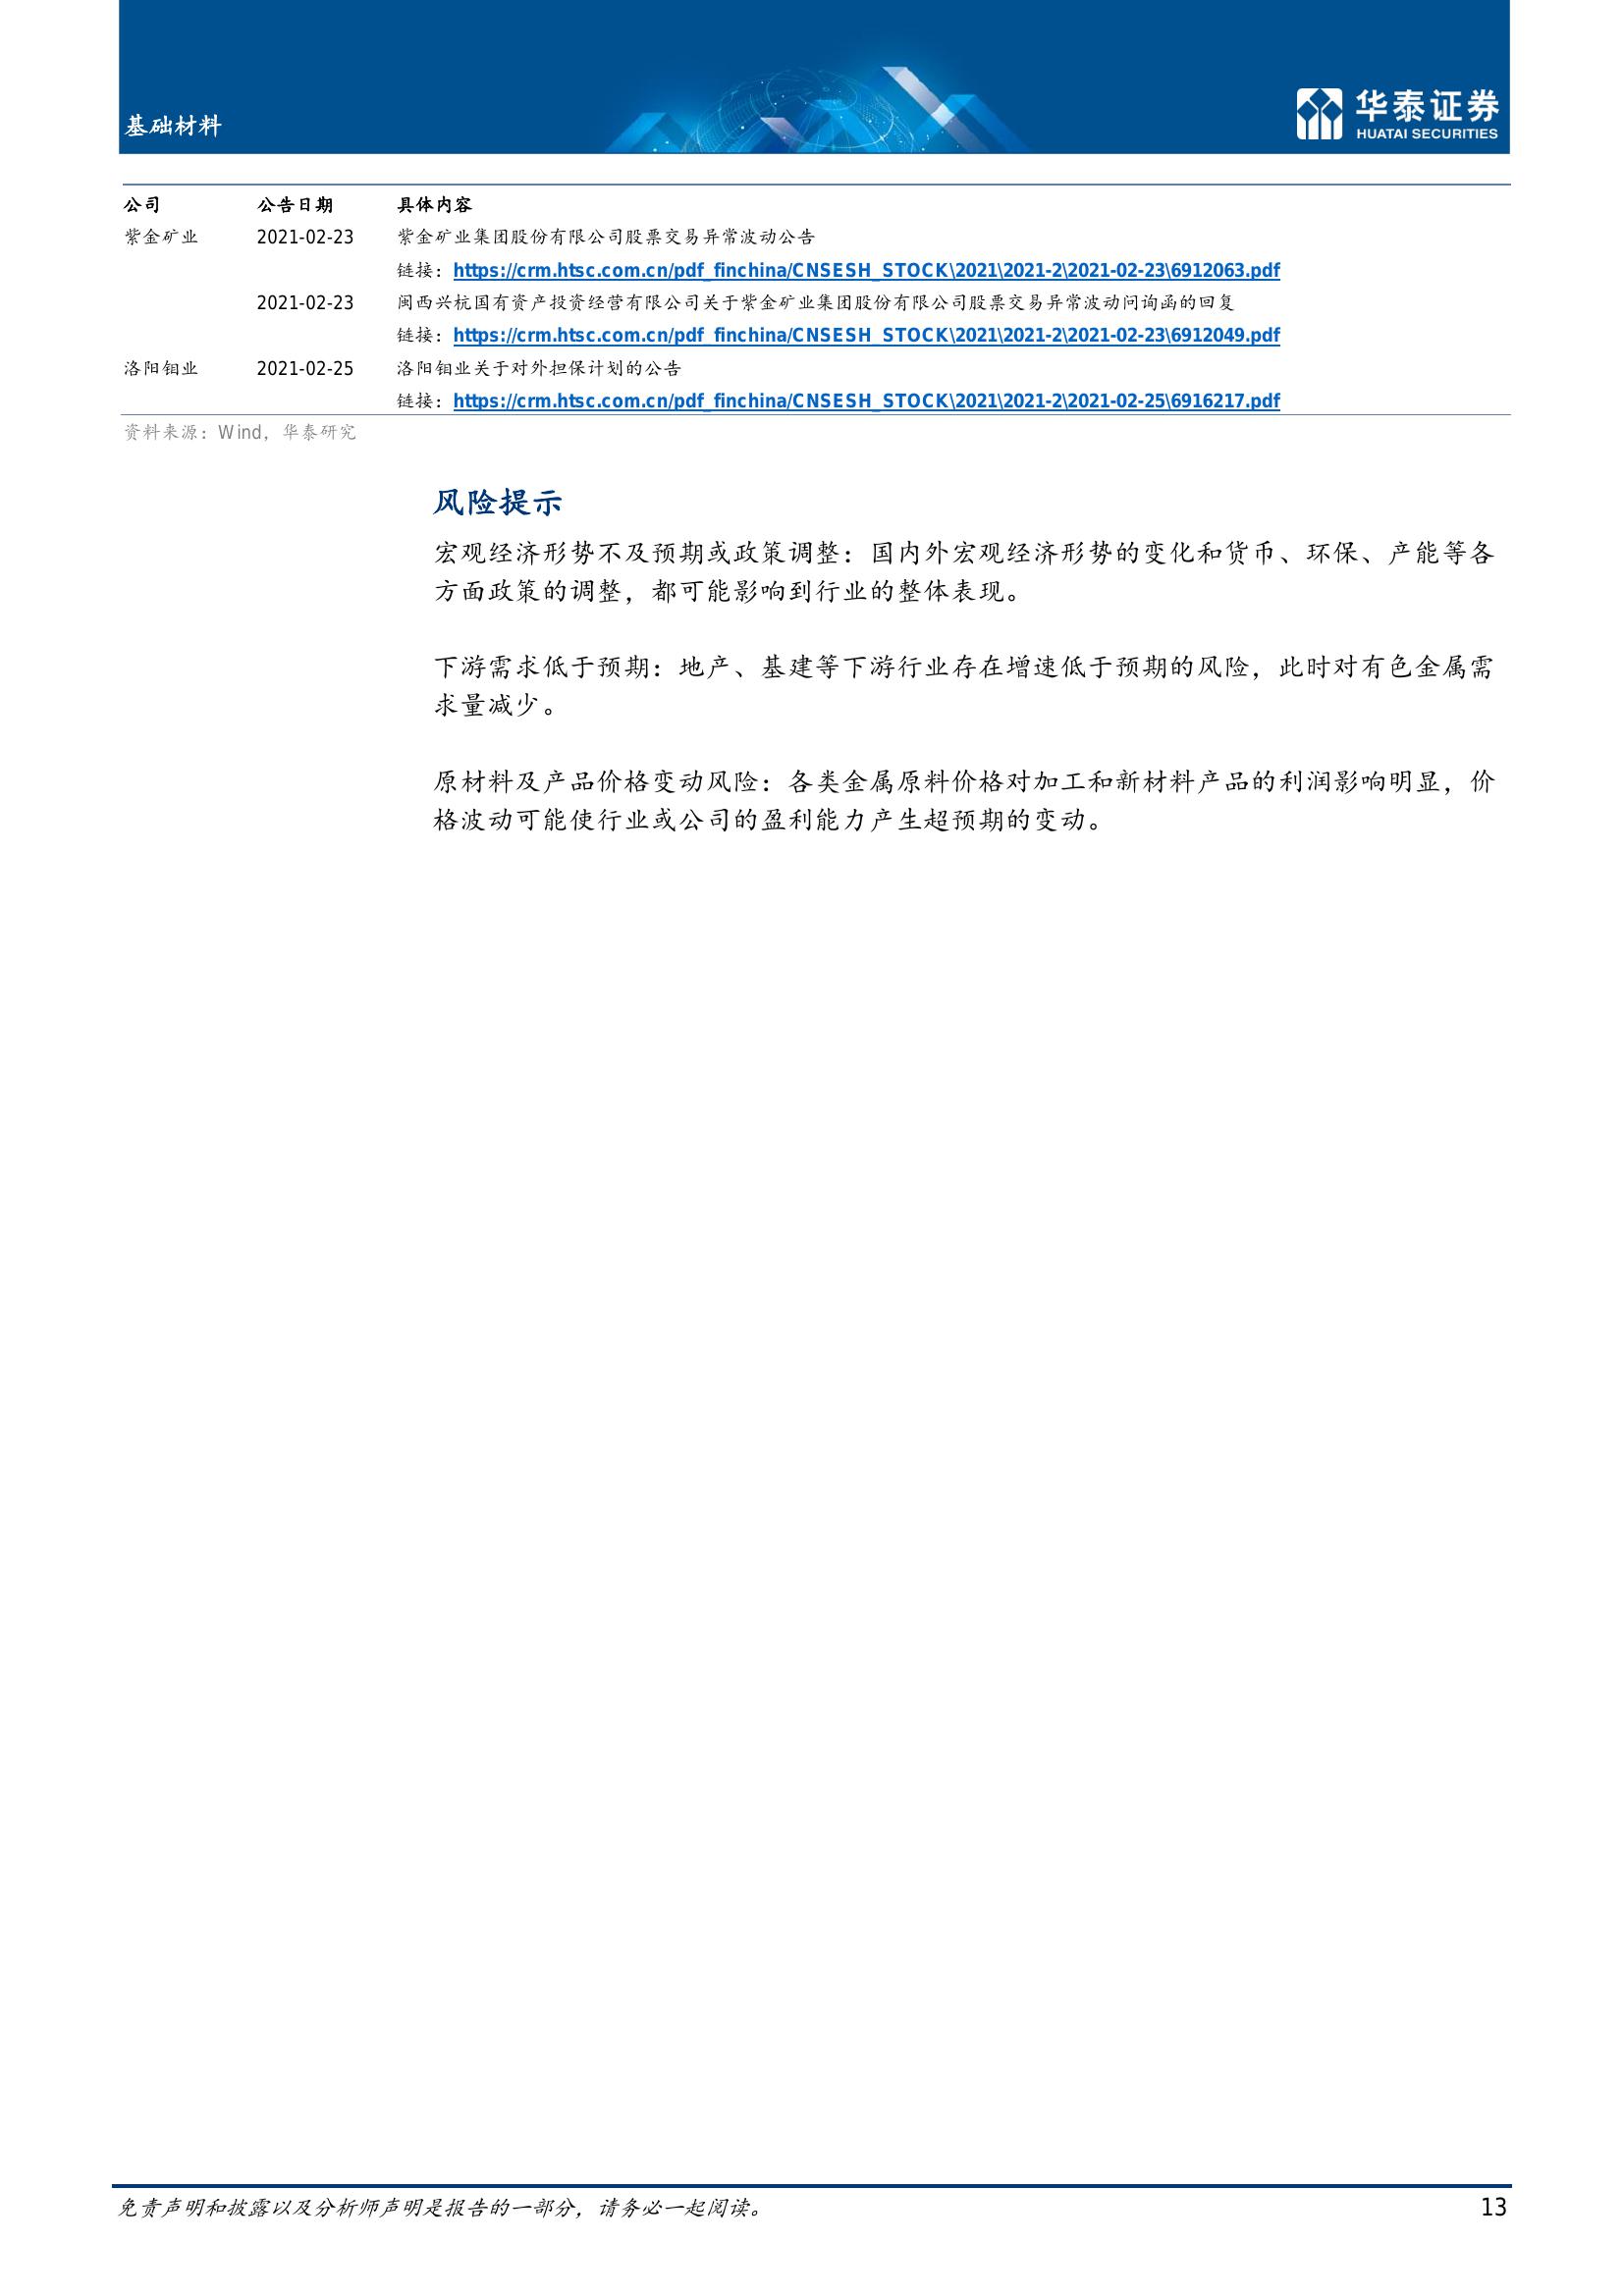 基础材料
华泰证券
HUATAI SECURITIES
公司 公告日期 具体内容
紫金矿业 2021-02-23 紫金矿业集团股份有限公司股票交易异常波动公告
链接：https://crm.htsc.com.cn/pdf_finchina/CNSESH_STOCK\2021\2021-2\2021-02-23\6912063.pdf
2021-02-23 闽西兴杭国有资产投资经营有限公司关于紫金矿业集团股份有限公司股票交易异常波动问询函的回复
链接：https://crm.htsc.com.cn/pdf_finchina/CNSESH_STOCK\2021\2021-2\2021-02-23\6912049.pdf
洛阳钼业 2021-02-25 洛阳钼业关于对外担保计划的公告
链接：https://crm.htsc.com.cn/pdf_finchina/CNSESH_STOCK\2021\2021-2\2021-02-25\6916217.pdf
资料来源：Wind，华泰研究
风险提示
宏观经济形势不及预期或政策调整：国内外宏观经济形势的变化和货币、环保、产能等各
方面政策的调整，都可能影响到行业的整体表现。
下游需求低于预期：地产、基建等下游行业存在增速低于预期的风险，此时对有色金属需
求量减少。
原材料及产品价格变动风险：各类金属原料价格对加工和新材料产品的利润影响明显，价
格波动可能使行业或公司的盈利能力产生超预期的变动。
免责声明和披露以及分析师声明是报告的一部分，请务必一起阅读。 13